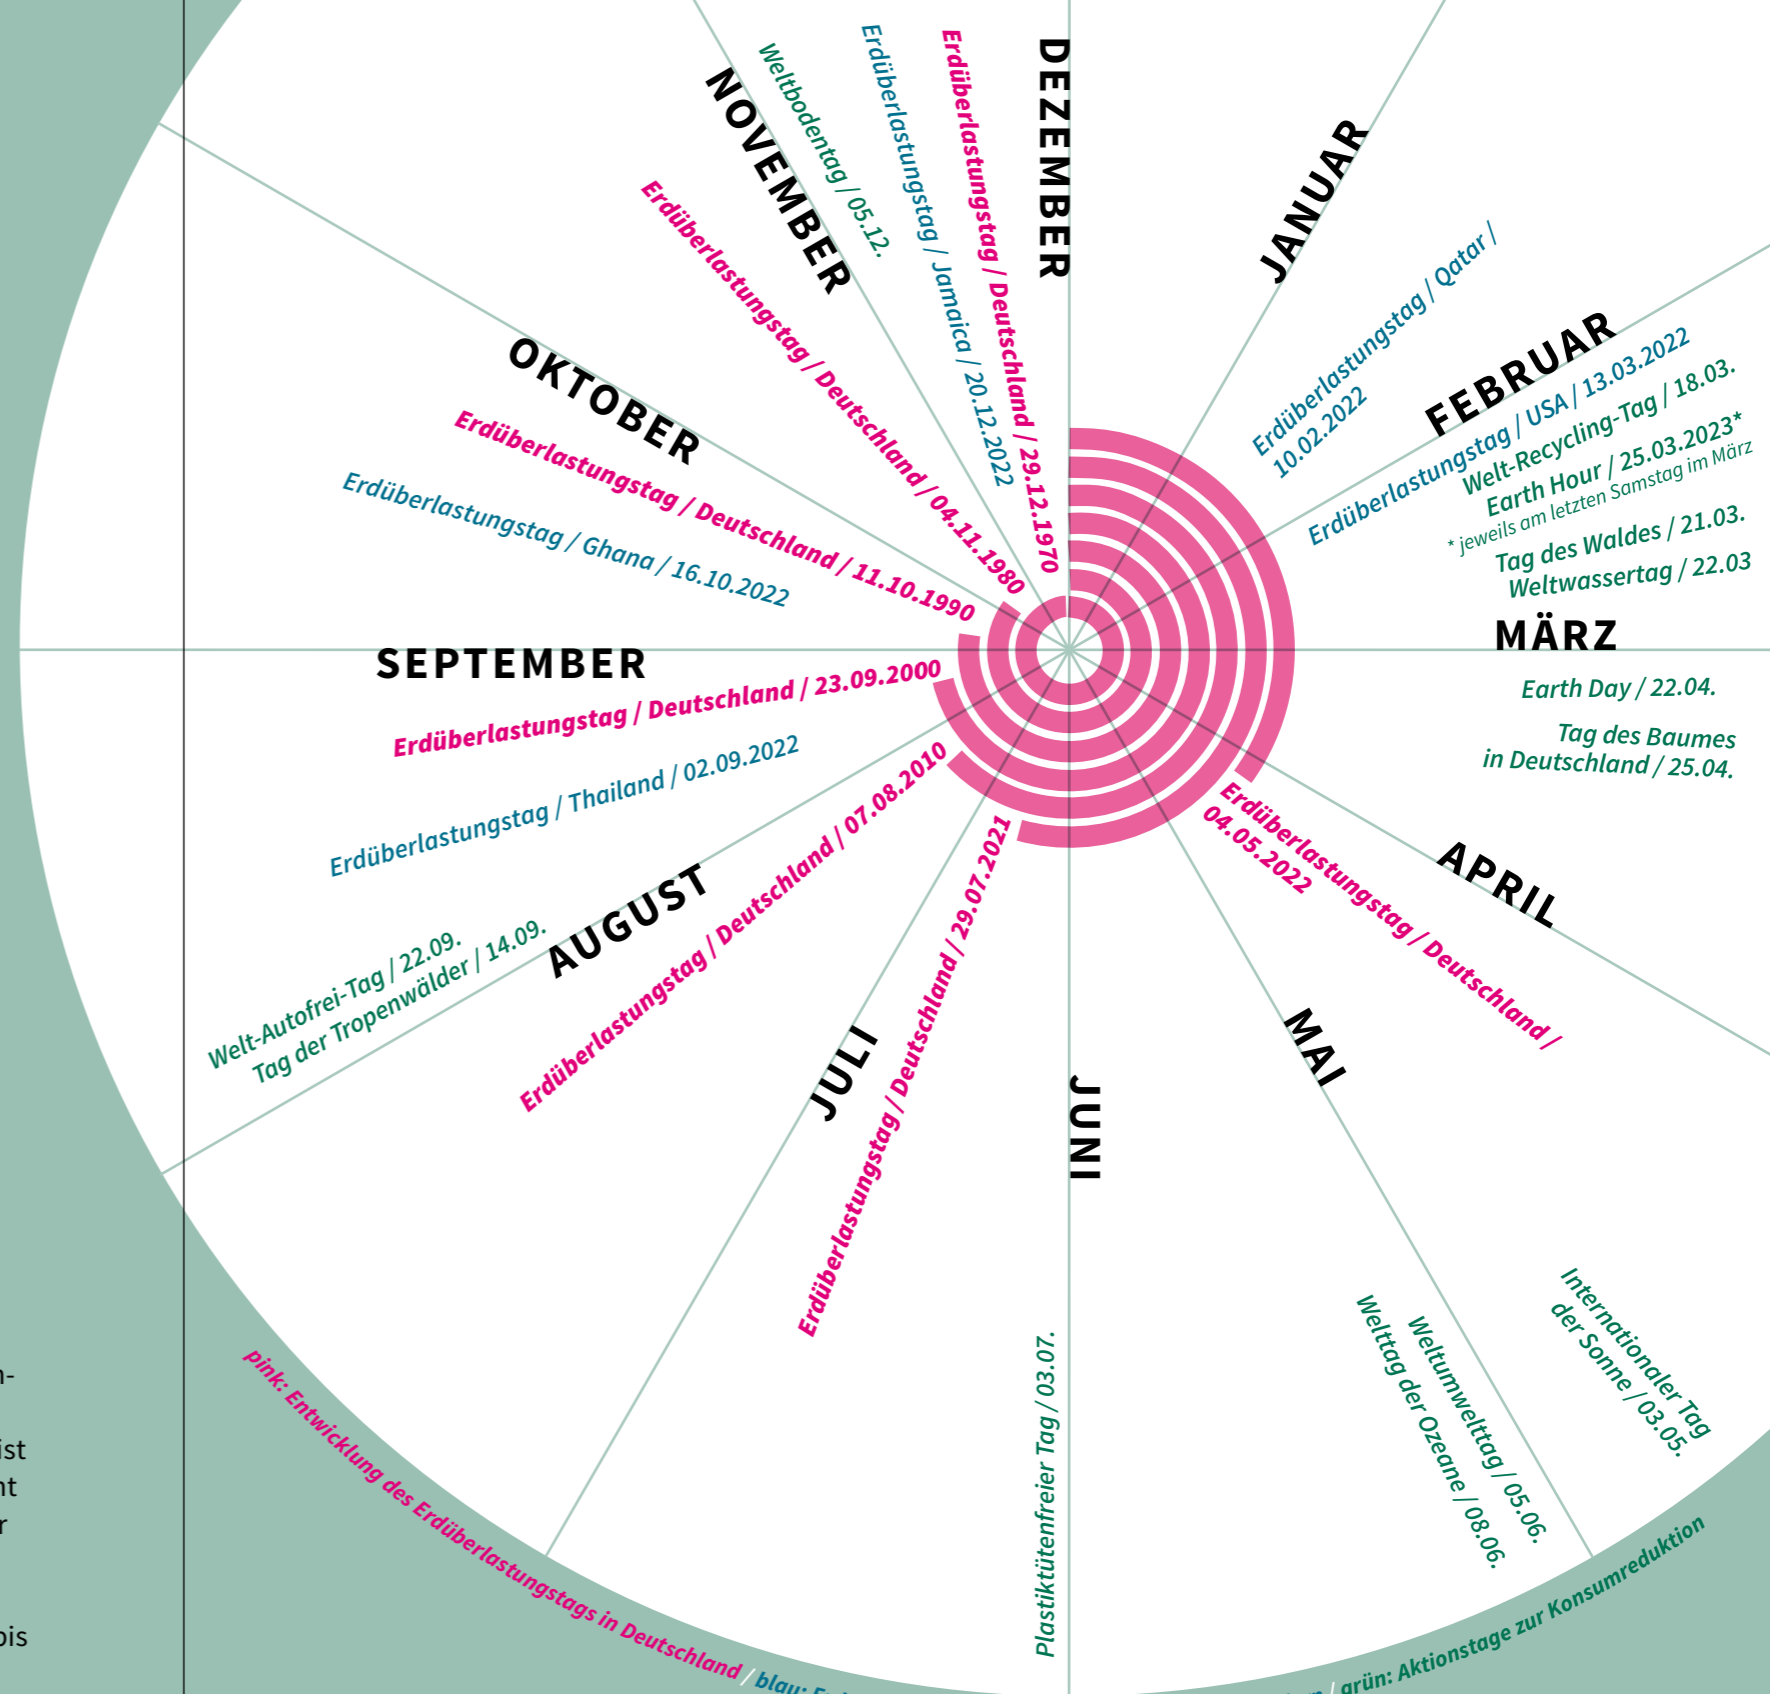 DEZEMBER
JANUAR
Erdüberlastungstag / Qatar /
10.02.2022
FEBRUAR
Erdüberlastungstag / USA / 13.03.2022
Welt-Recycling-Tag / 18.03.
Earth Hour / 25.03.2023*
* jeweils am letzten Samstag im März
Tag des Waldes / 21.03.
Weltwassertag / 22.03
MÄRZ
Earth Day / 22.04.
Tag des Baumes
in Deutschland / 25.04.
APRIL
Erdüberlastungstag / Deutschland /
04.05.2022
Internationaler Tag
der Sonne / 03.05.
MAI
Weltumwelttag / 05.06.
Welttag der Ozeane / 08.06.
JUNI
Plastiktütenfreier Tag / 03.07.
Erdüberlastungstag / Deutschland / 29.07.2021
JULI
Erdüberlastungstag / Deutschland / 07.08.2010
AUGUST
Tag der Tropenwälder / 14.09.
Welt-Autofrei-Tag / 22.09.
Erdüberlastungstag / Thailand / 02.09.2022
Erdüberlastungstag / Deutschland / 23.09.2000
SEPTEMBER
Erdüberlastungstag / Ghana / 16.10.2022
Erdüberlastungstag / Deutschland / 11.10.1990
OKTOBER
Erdüberlastungstag / Deutschland / 04.11.1980
NOVEMBER
Weltbodentag / 05.12.
Erdüberlastungstag / Jamaica / 20.12.2022
Erdüberlastungstag / Deutschland / 29.12.1970
ist
bis
pink: Entwicklung des Erdüberlastungstags in Deutschland / blau:
/ grün: Aktionstage zur Konsumreduktion